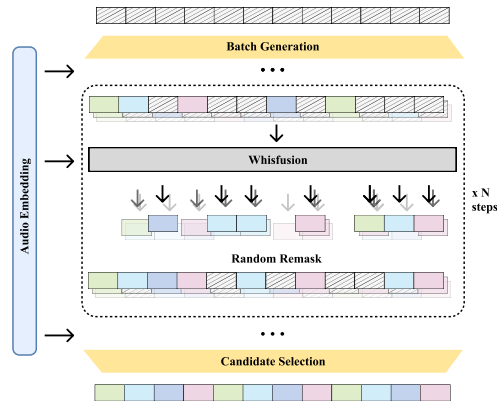 Batch Generation
...
Audio Embedding
Whisfusion
x N
steps
Random Remask
...
Candidate Selection